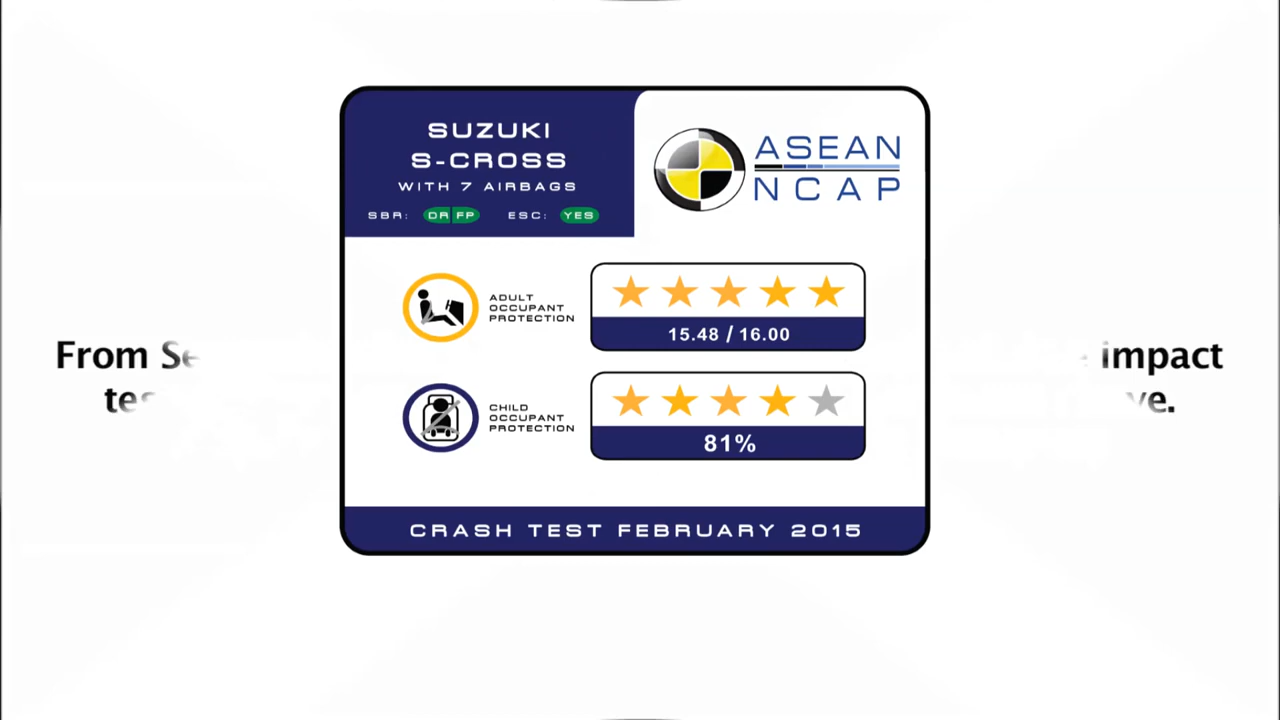 SUZUKI
S-CROSS
WITH 7 AIRBAGS
SBR: DR FP ESC: YES
ASEAN
NCAP
ADULT
OCCUPANT
PROTECTION
15.48 / 16.00
CHILD
OCCUPANT
PROTECTION
81%
From impact
CRASH TEST FEBRUARY 2015